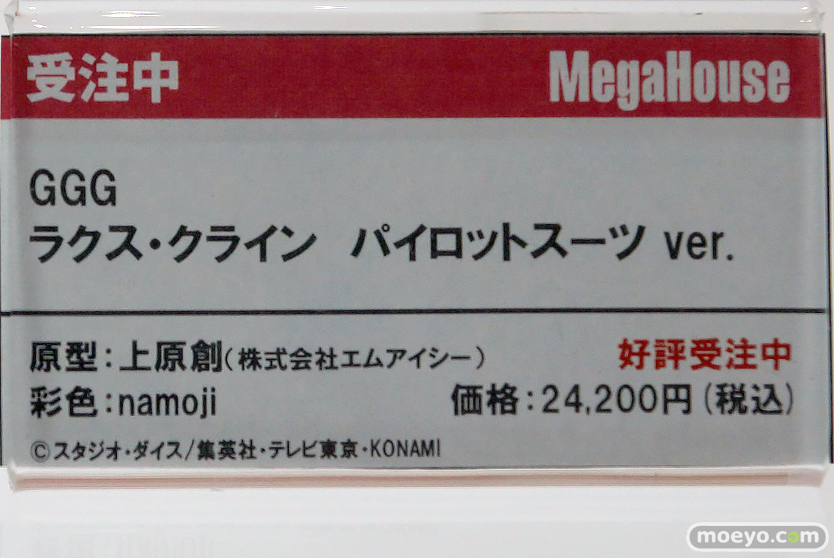 受注中 MegaHouse
GGG
ラクス・クライン　パイロットスーツ ver.
原型：上原創（株式会社エムアイシー） 好評受注中
彩色：namoji 価格：24,200円（税込）
©スタジオ・ダイス/集英社・テレビ東京・KONAMI
moeyo.com